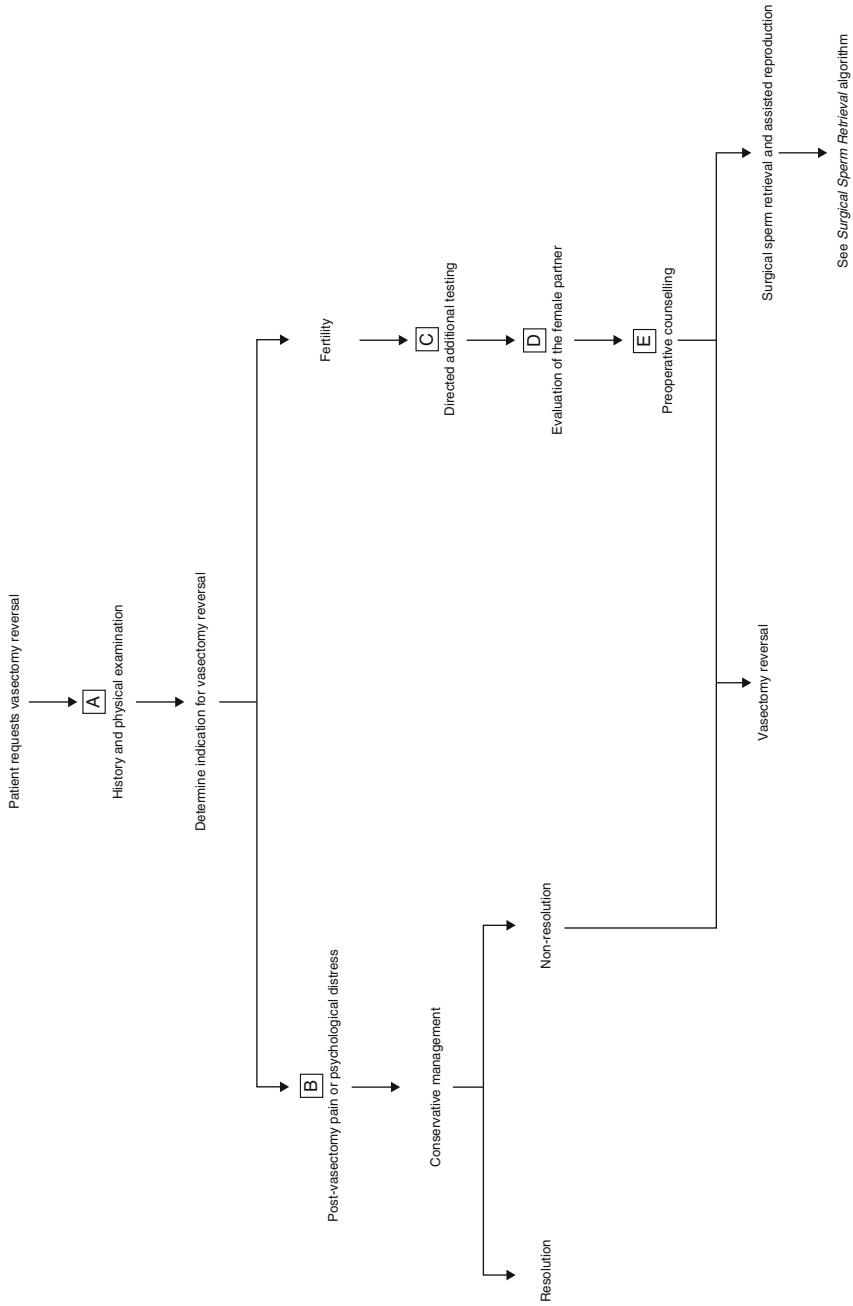 Patient requests vasectomy reversal
A
History and physical examination
Determine indication for vasectomy reversal
B
Post-vasectomy pain or psychological distress
Conservative management
Resolution
Non-resolution
Fertility
C
Directed additional testing
D
Evaluation of the female partner
E
Preoperative counselling
Vasectomy reversal
Surgical sperm retrieval and assisted reproduction
See Surgical Sperm Retrieval algorithm